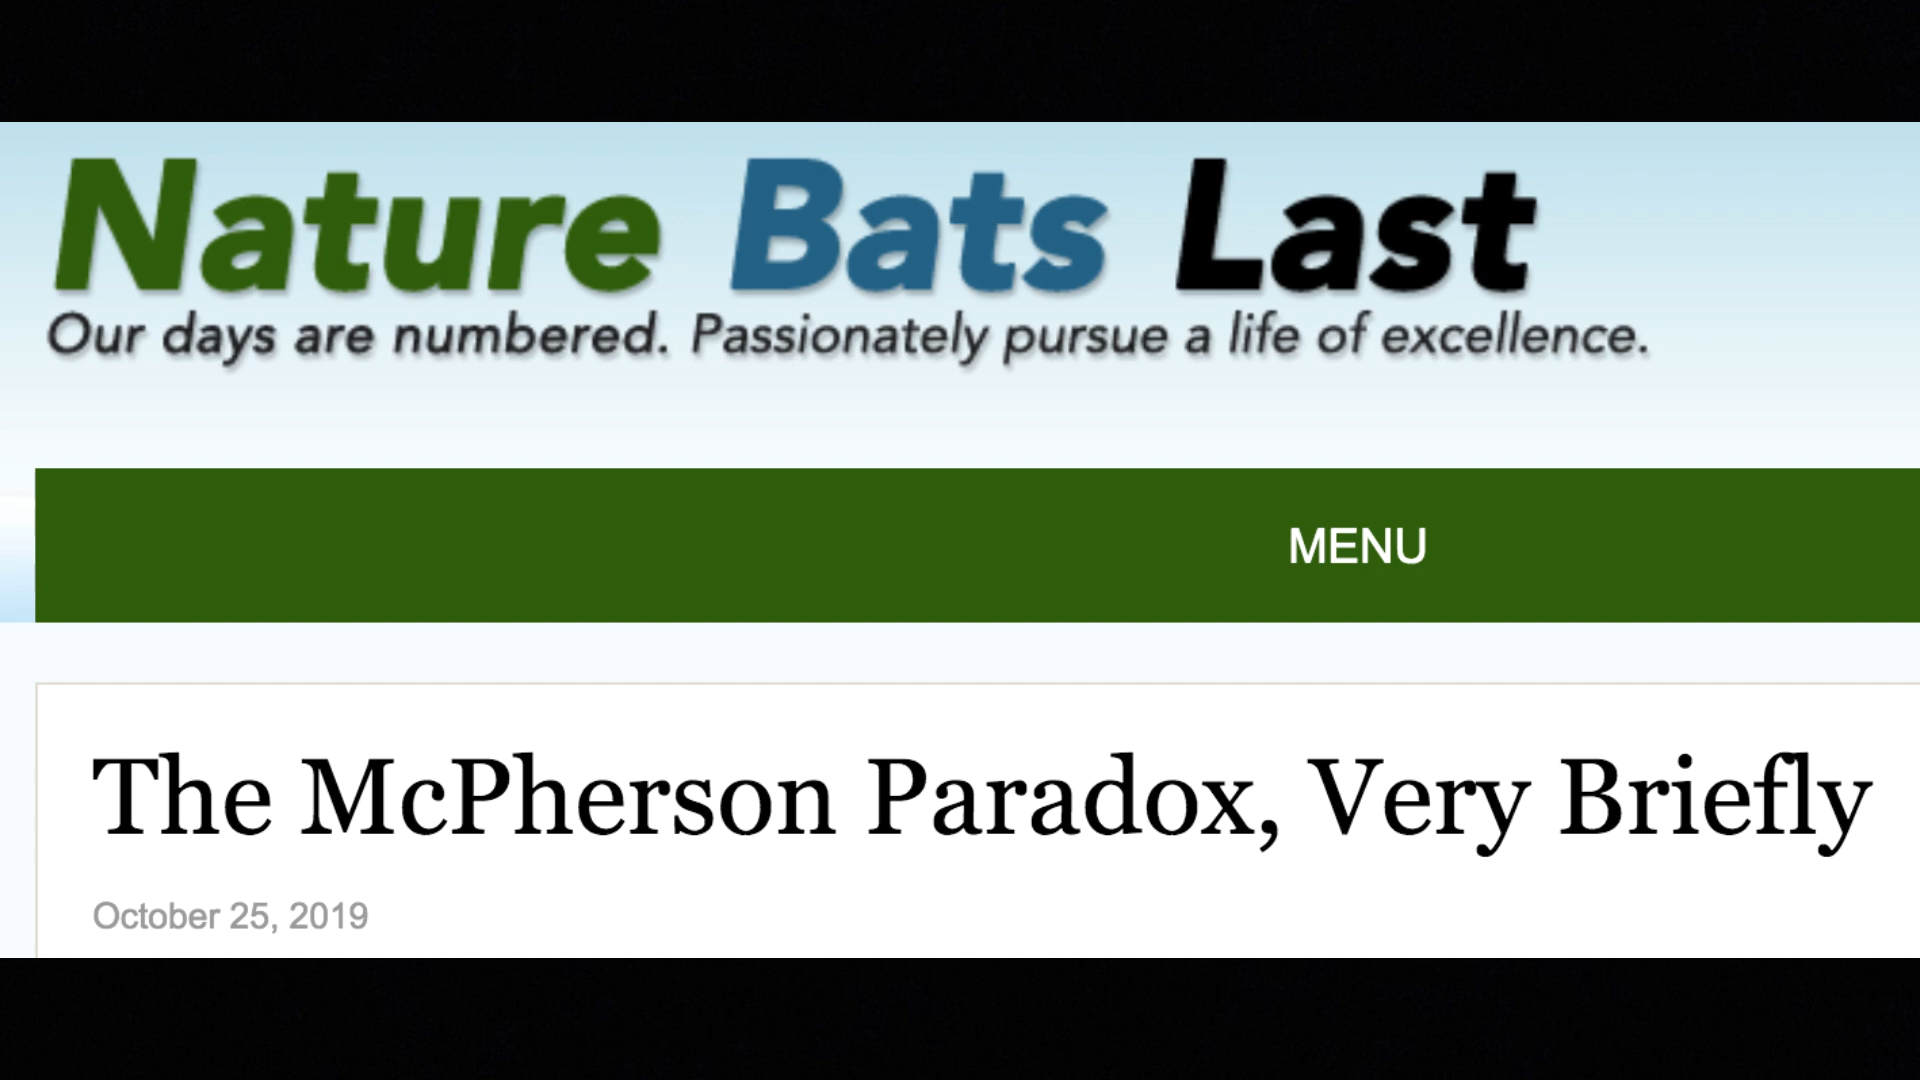 Nature Bats Last
Our days are numbered. Passionately pursue a life of excellence.
MENU
The McPherson Paradox, Very Briefly
October 25, 2019